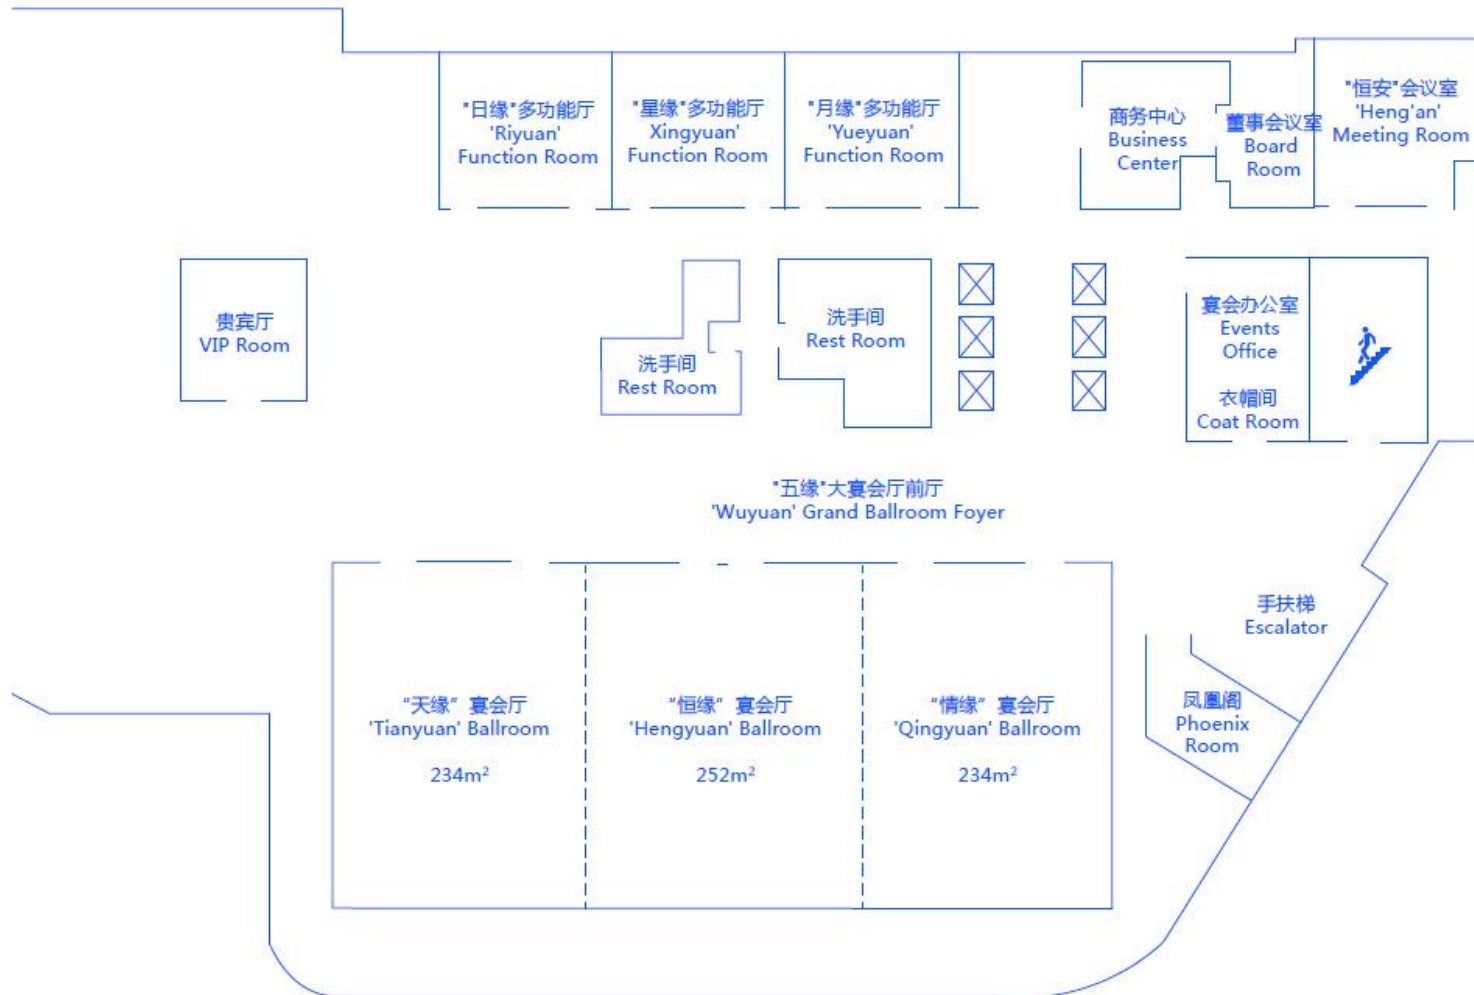 "日缘"多功能厅
'Riyuan'
Function Room
"星缘"多功能厅
Xingyuan'
Function Room
"月缘"多功能厅
'Yueyuan'
Function Room
商务中心
Business
Center
董事会议室
Board
Room
"恒安"会议室
'Heng'an'
Meeting Room
贵宾厅
VIP Room
洗手间
Rest Room
洗手间
Rest Room
宴会办公室
Events
Office
衣帽间
Coat Room
"五缘"大宴会厅前厅
'Wuyuan' Grand Ballroom Foyer
手扶梯
Escalator
“天缘”宴会厅
'Tianyuan' Ballroom
234m²
“恒缘”宴会厅
'Hengyuan' Ballroom
252m²
“情缘”宴会厅
'Qingyuan' Ballroom
234m²
凤凰阁
Phoenix
Room